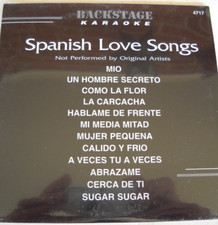 BACKSTAGE
KARAOKE
4717
Spanish Love Songs
Not Performed by Original Artists
MIO
UN HOMBRE SECRETO
COMO LA FLOR
LA CARCACHA
HABLAME DE FRENTE
MI MEDIA MITAD
MUJER PEQUENA
CALIDO Y FRIO
A VECES TU A VECES
ABRAZAME
CERCA DE TI
SUGAR SUGAR